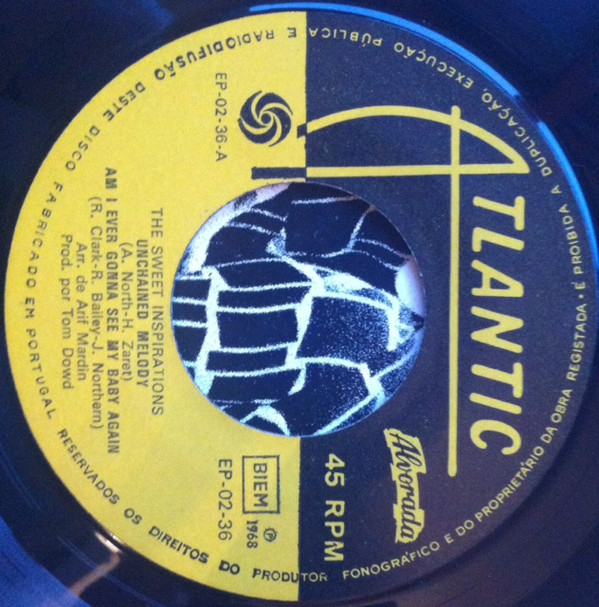 ATLANTIC
Alvorada
45 RPM
EP-02-36-A
BIEM
℗
1968
EP-02-36
THE SWEET INSPIRATIONS
UNCHAINED MELODY
(A. North-H. Zaret)
AM I EVER GONNA SEE MY BABY AGAIN
(R. Clark-R. Bailey-J. Northern)
Arr. de Arif Mardin
Prod. por Tom Dowd
FABRICADO EM PORTUGAL. RESERVADOS OS DIREITOS DO PRODUTOR FONOGRÁFICO E DO PROPRIETÁRIO DA OBRA REGISTADA • É PROIBIDA A DUPLICAÇÃO, EXECUÇÃO PÚBLICA E RADIODIFUSÃO DESTE DISCO